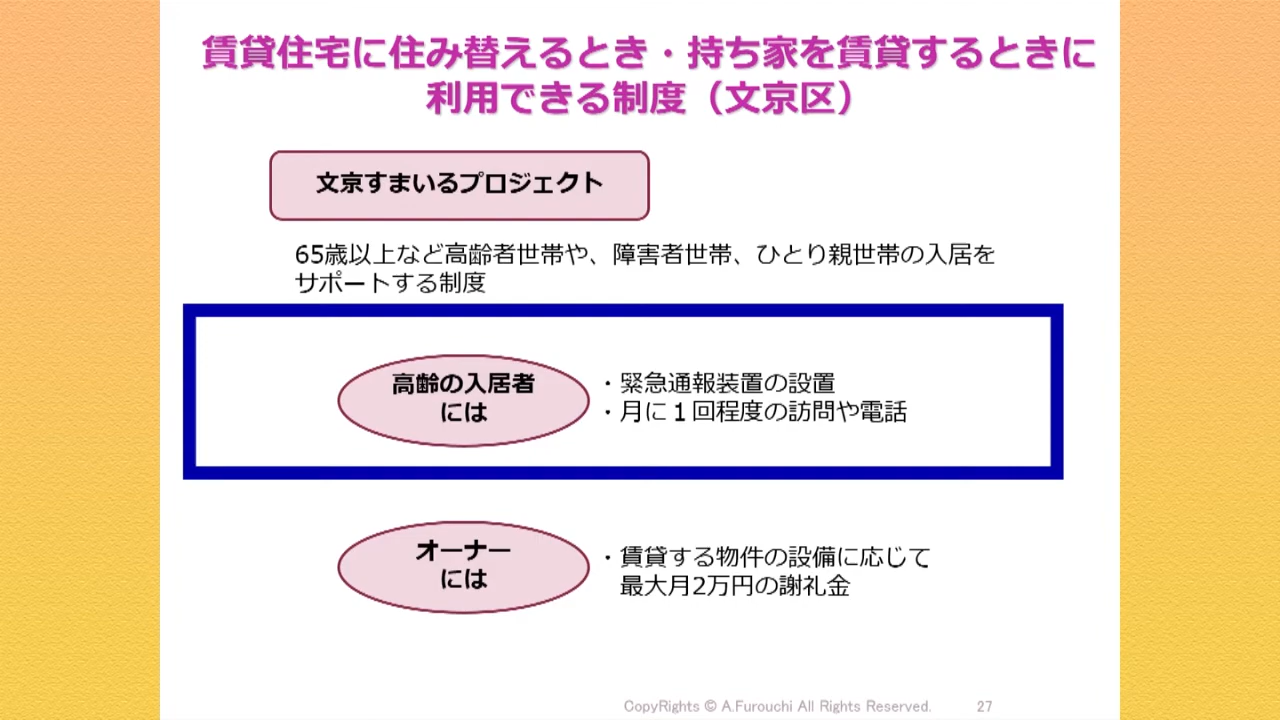 賃貸住宅に住み替えるとき・持ち家を賃貸するときに
利用できる制度（文京区）
文京すまいるプロジェクト
65歳以上など高齢者世帯や、障害者世帯、ひとり親世帯の入居を
サポートする制度
高齢の入居者
には
・緊急通報装置の設置
・月に１回程度の訪問や電話
オーナー
には
・賃貸する物件の設備に応じて
最大月2万円の謝礼金
CopyRights © A.Furouchi All Rights Reserved.
27